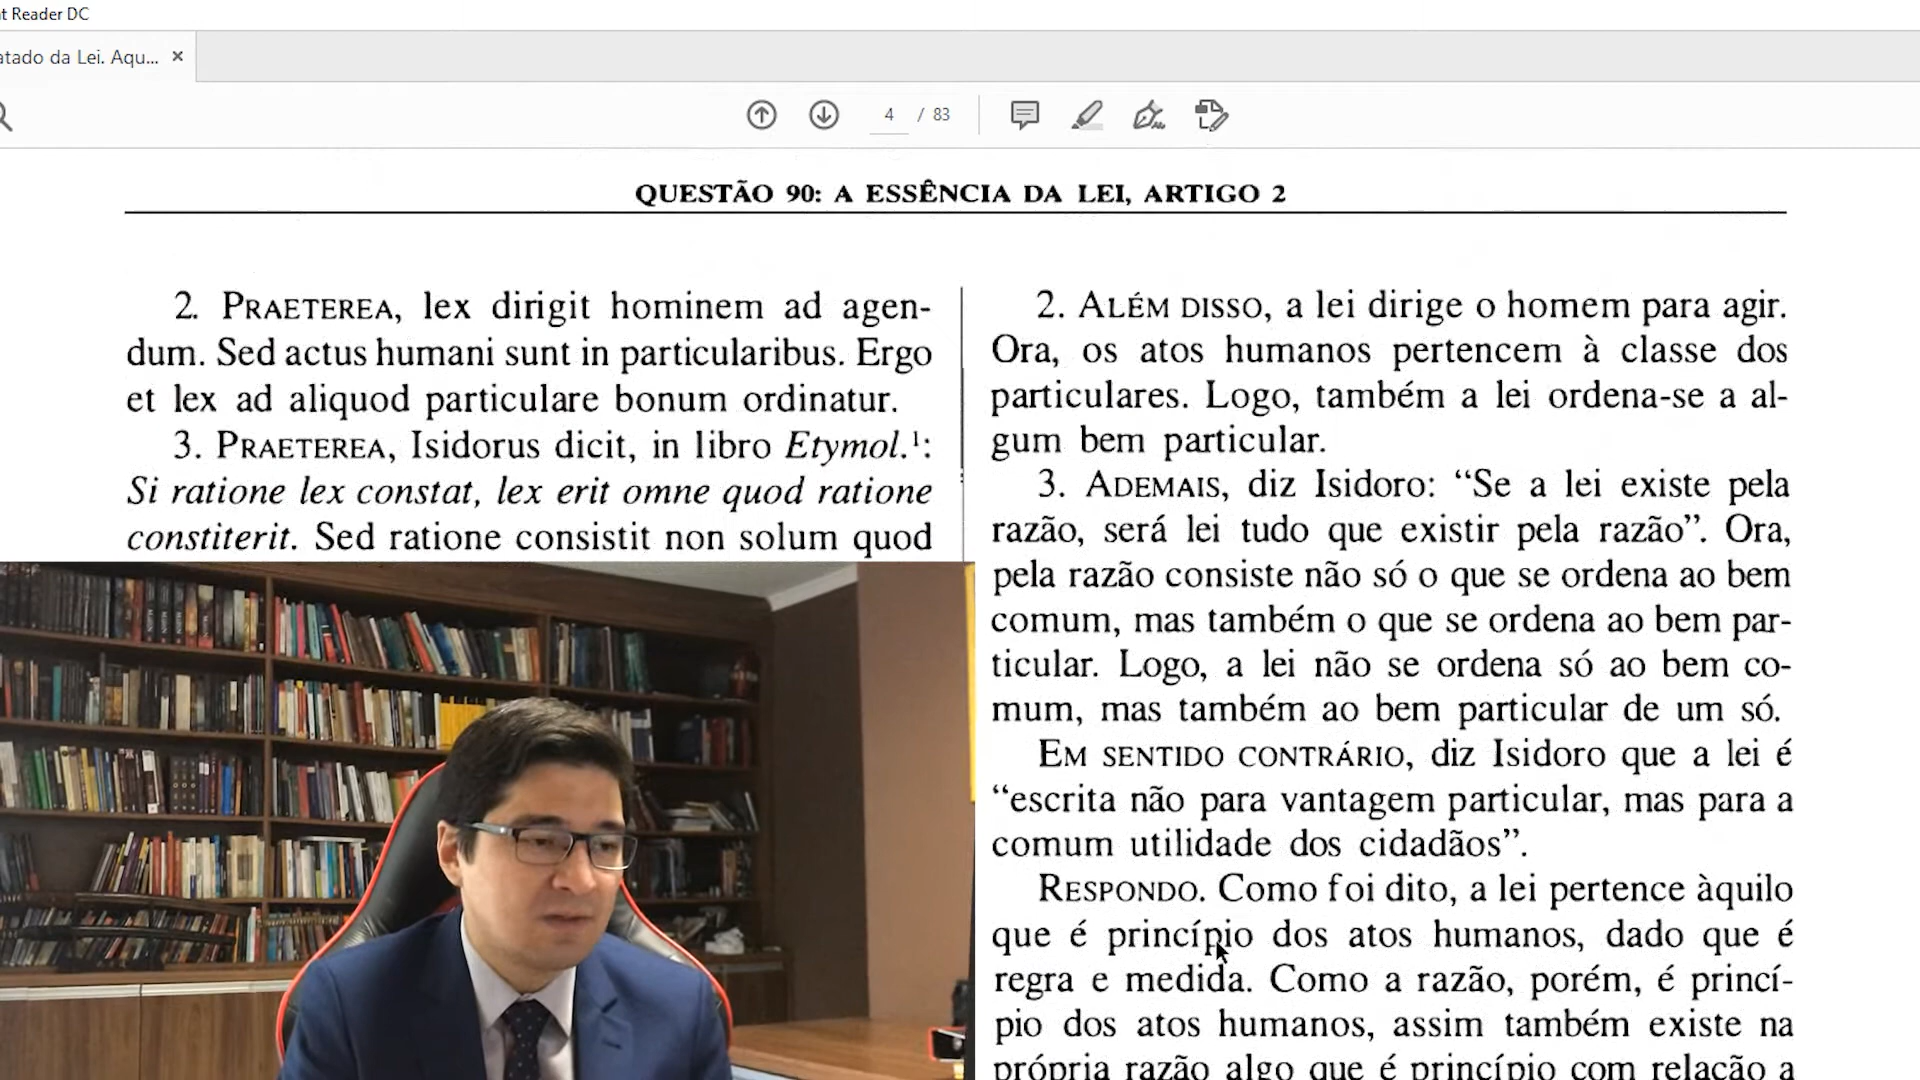 t Reader DC
atado da Lei. Aqu... ×
4 / 83
QUESTÃO 90: A ESSÊNCIA DA LEI, ARTIGO 2
2. PRAETEREA, lex dirigit hominem ad agen-
dum. Sed actus humani sunt in particularibus. Ergo
et lex ad aliquod particulare bonum ordinatur.
3. PRAETEREA, Isidorus dicit, in libro Etymol.¹:
Si ratione lex constat, lex erit omne quod ratione
constiterit. Sed ratione consistit non solum quod
2. ALÉM DISSO, a lei dirige o homem para agir.
Ora, os atos humanos pertencem à classe dos
particulares. Logo, também a lei ordena-se a al-
gum bem particular.
3. ADEMAIS, diz Isidoro: “Se a lei existe pela
razão, será lei tudo que existir pela razão”. Ora,
pela razão consiste não só o que se ordena ao bem
comum, mas também o que se ordena ao bem par-
ticular. Logo, a lei não se ordena só ao bem co-
mum, mas também ao bem particular de um só.
EM SENTIDO CONTRÁRIO, diz Isidoro que a lei é
“escrita não para vantagem particular, mas para a
comum utilidade dos cidadãos”.
RESPONDO. Como foi dito, a lei pertence àquilo
que é princípio dos atos humanos, dado que é
regra e medida. Como a razão, porém, é princí-
pio dos atos humanos, assim também existe na
própria razão algo que é princípio com relação a